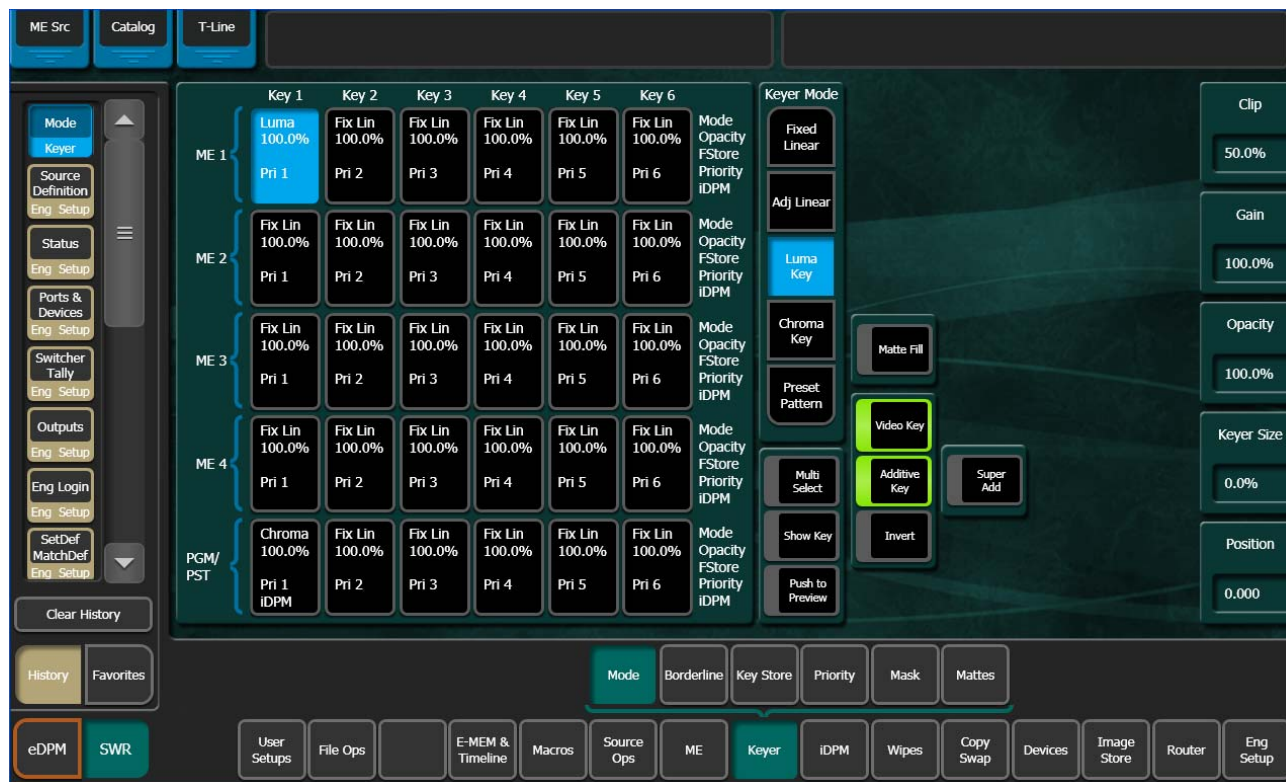 ME Src
Catalog
T-Line
Mode
Keyer
Source
Definition
Eng Setup
Status
Eng Setup
Ports &
Devices
Eng Setup
Switcher
Tally
Eng Setup
Outputs
Eng Setup
Eng Login
Eng Setup
SetDef
MatchDef
Eng Setup
Clear History
History
Favorites
Key 1 Key 2 Key 3 Key 4 Key 5 Key 6
ME 1
Luma Fix Lin Fix Lin Fix Lin Fix Lin Fix Lin Mode
100.0% 100.0% 100.0% 100.0% 100.0% 100.0% Opacity
FStore
Pri 1 Pri 2 Pri 3 Pri 4 Pri 5 Pri 6 Priority
iDPM
ME 2
Fix Lin Fix Lin Fix Lin Fix Lin Fix Lin Fix Lin Mode
100.0% 100.0% 100.0% 100.0% 100.0% 100.0% Opacity
FStore
Pri 1 Pri 2 Pri 3 Pri 4 Pri 5 Pri 6 Priority
iDPM
ME 3
Fix Lin Fix Lin Fix Lin Fix Lin Fix Lin Fix Lin Mode
100.0% 100.0% 100.0% 100.0% 100.0% 100.0% Opacity
FStore
Pri 1 Pri 2 Pri 3 Pri 4 Pri 5 Pri 6 Priority
iDPM
ME 4
Fix Lin Fix Lin Fix Lin Fix Lin Fix Lin Fix Lin Mode
100.0% 100.0% 100.0% 100.0% 100.0% 100.0% Opacity
FStore
Pri 1 Pri 2 Pri 3 Pri 4 Pri 5 Pri 6 Priority
iDPM
PGM/
PST
Chroma Fix Lin Fix Lin Fix Lin Fix Lin Fix Lin Mode
100.0% 100.0% 100.0% 100.0% 100.0% 100.0% Opacity
FStore
Pri 1 Pri 2 Pri 3 Pri 4 Pri 5 Pri 6 Priority
iDPM iDPM
Keyer Mode
Fixed
Linear
Adj Linear
Luma
Key
Chroma
Key
Preset
Pattern
Multi
Select
Show Key
Push to
Preview
Matte Fill
Video Key
Additive
Key
Invert
Super
Add
Clip
50.0%
Gain
100.0%
Opacity
100.0%
Keyer Size
0.0%
Position
0.000
Mode
Borderline
Key Store
Priority
Mask
Mattes
eDPM
SWR
User
Setups
File Ops
E-MEM &
Timeline
Macros
Source
Ops
ME
Keyer
iDPM
Wipes
Copy
Swap
Devices
Image
Store
Router
Eng
Setup